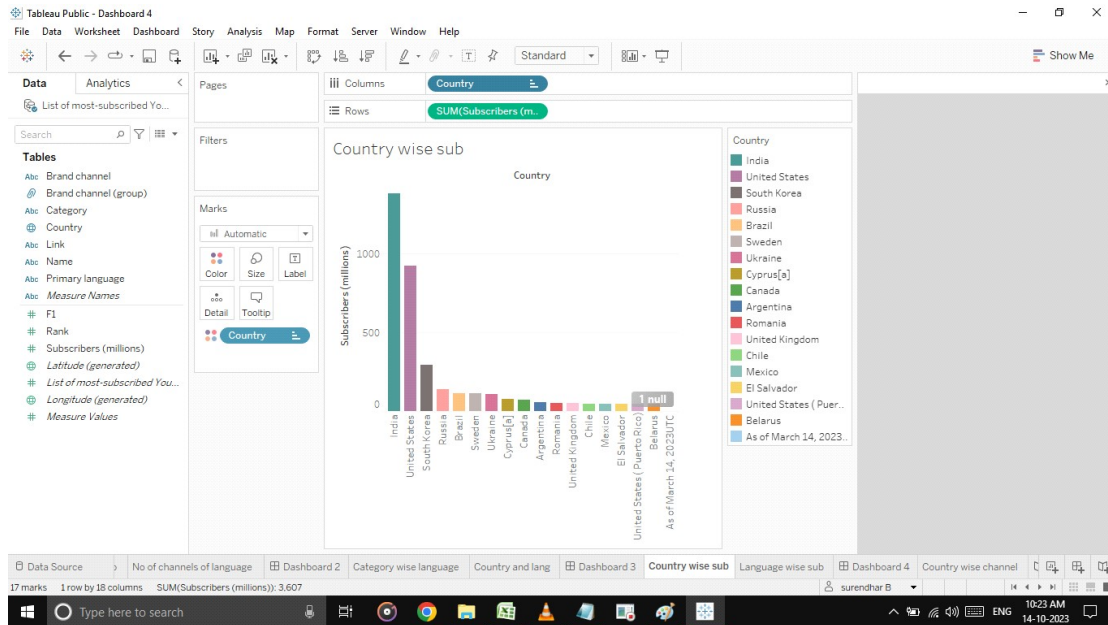 Tableau Public - Dashboard 4
File Data Worksheet Dashboard Story Analysis Map Format Server Window Help
Standard
Show Me
Data Analytics
List of most-subscribed Yo...
Search
Tables
Abc Brand channel
Brand channel (group)
Abc Category
Country
Abc Link
Abc Name
Abc Primary language
Abc Measure Names
# F1
# Rank
# Subscribers (millions)
Latitude (generated)
# List of most-subscribed You...
Longitude (generated)
# Measure Values
Pages
Filters
Marks
Automatic
Color Size Label
Detail Tooltip
Country
Columns Country
Rows SUM(Subscribers (m..
Country wise sub
Country
Subscribers (millions)
1000
500
0
1 null
India
United States
South Korea
Russia
Brazil
Sweden
Ukraine
Cyprus[a]
Canada
Argentina
Romania
United Kingdom
Chile
Mexico
El Salvador
United States ( Puerto Rico)
Belarus
As of March 14, 2023UTC
Country
India
United States
South Korea
Russia
Brazil
Sweden
Ukraine
Cyprus[a]
Canada
Argentina
Romania
United Kingdom
Chile
Mexico
El Salvador
United States ( Puer..
Belarus
As of March 14, 2023..
Data Source No of channels of language Dashboard 2 Category wise language Country and lang Dashboard 3 Country wise sub Language wise sub Dashboard 4 Country wise channel
17 marks 1 row by 18 columns SUM(Subscribers (millions)): 3,607 surendhar B
Type here to search
ENG
10:23 AM
14-10-2023